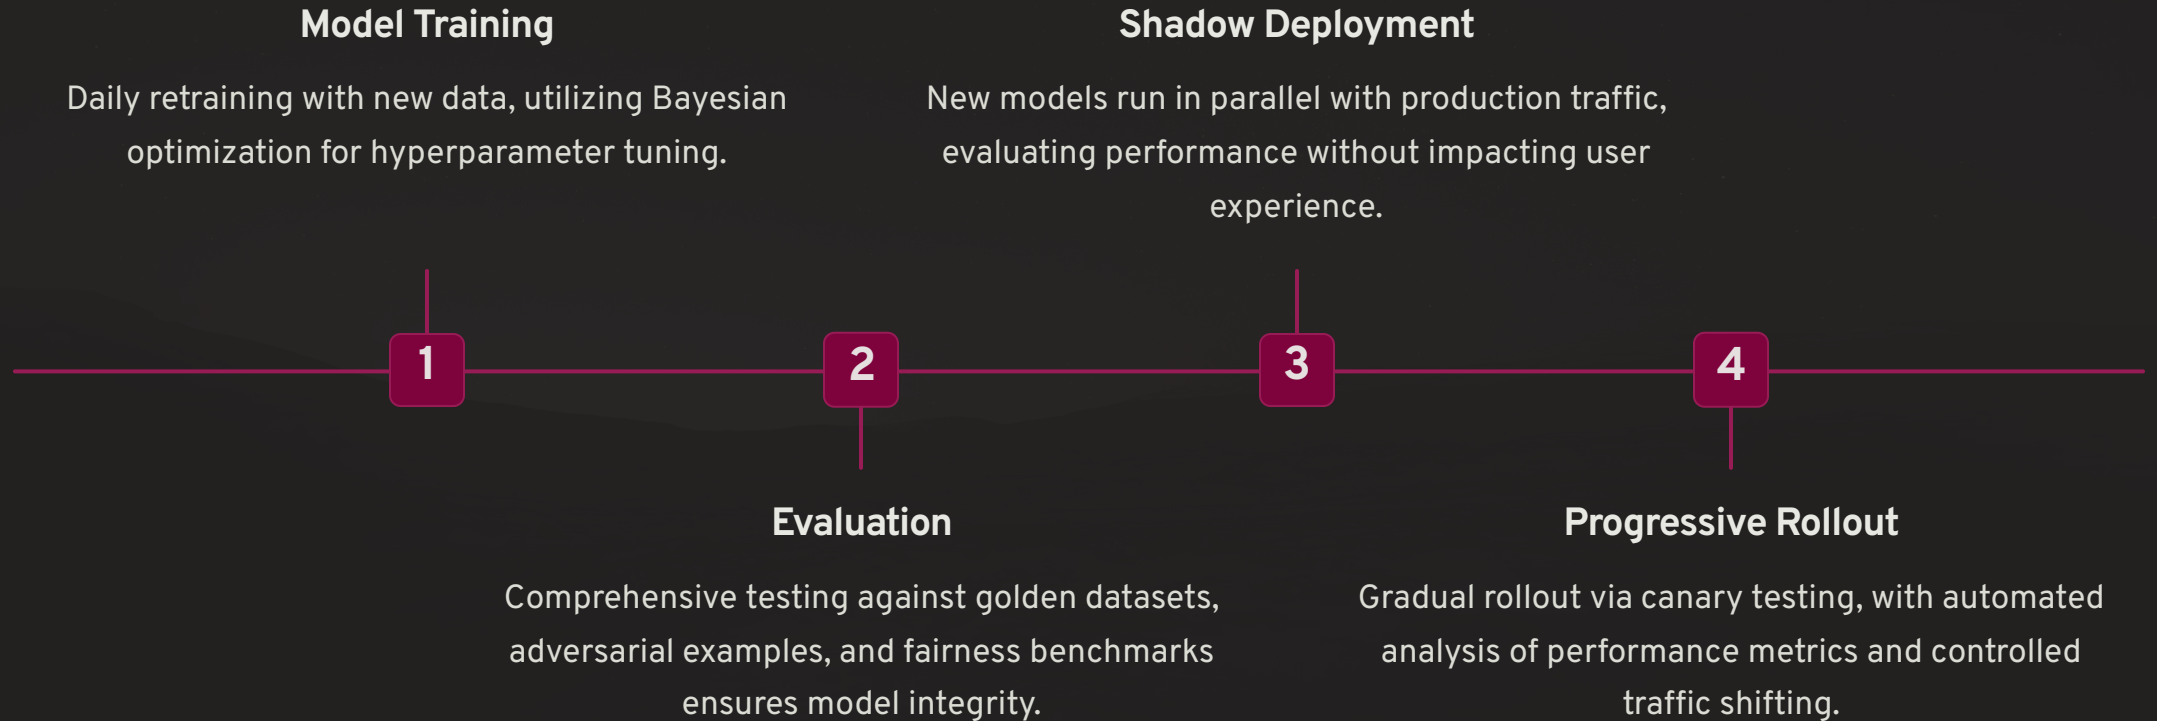 Model Training
Daily retraining with new data, utilizing Bayesian
optimization for hyperparameter tuning.
Shadow Deployment
New models run in parallel with production traffic,
evaluating performance without impacting user
experience.
1
2
3
4
Evaluation
Comprehensive testing against golden datasets,
adversarial examples, and fairness benchmarks
ensures model integrity.
Progressive Rollout
Gradual rollout via canary testing, with automated
analysis of performance metrics and controlled
traffic shifting.